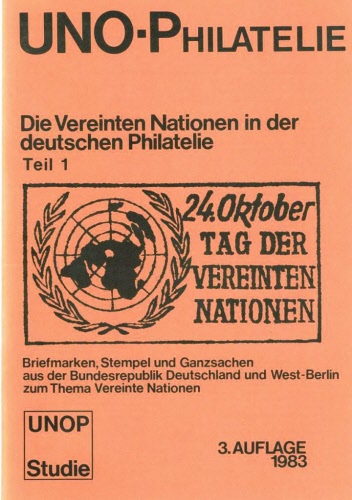 UNO-PHILATELIE
Die Vereinten Nationen in der
deutschen Philatelie
Teil 1
24. Oktober
TAG DER
VEREINTEN
NATIONEN
Briefmarken, Stempel und Ganzsachen
aus der Bundesrepublik Deutschland und West-Berlin
zum Thema Vereinte Nationen
UNOP
Studie
3. AUFLAGE
1983